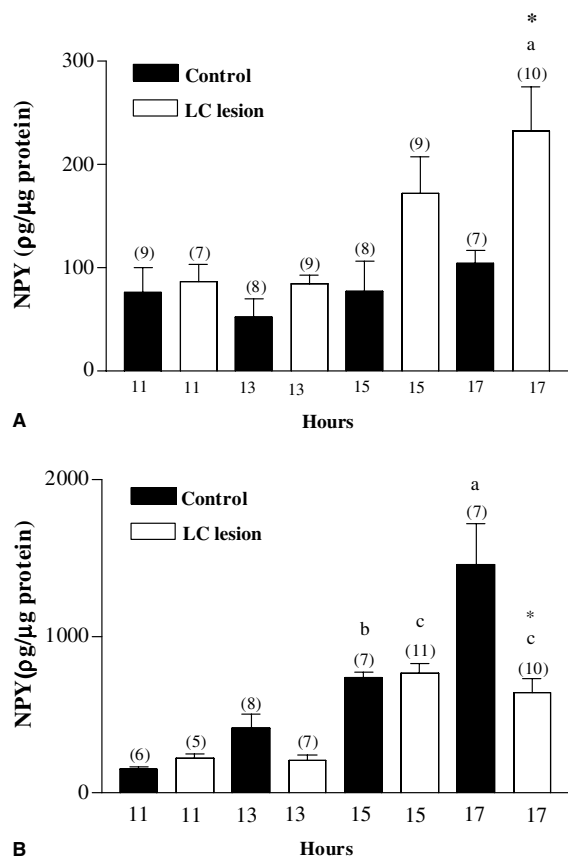 *
a
300
Control
(10)
LC lesion
NPY (ρg/µg protein)
(9)
200
(9) (7) (8) (9) (8) (7)
100
0
11 11 13 13 15 15 17 17
A
Hours
2000
a
Control
(7)
LC lesion
NPY(ρg/µg protein)
b c *
c
1000
(7) (11) (10)
(8)
(6) (5) (7)
0
11 11 13 13 15 15 17 17
B
Hours